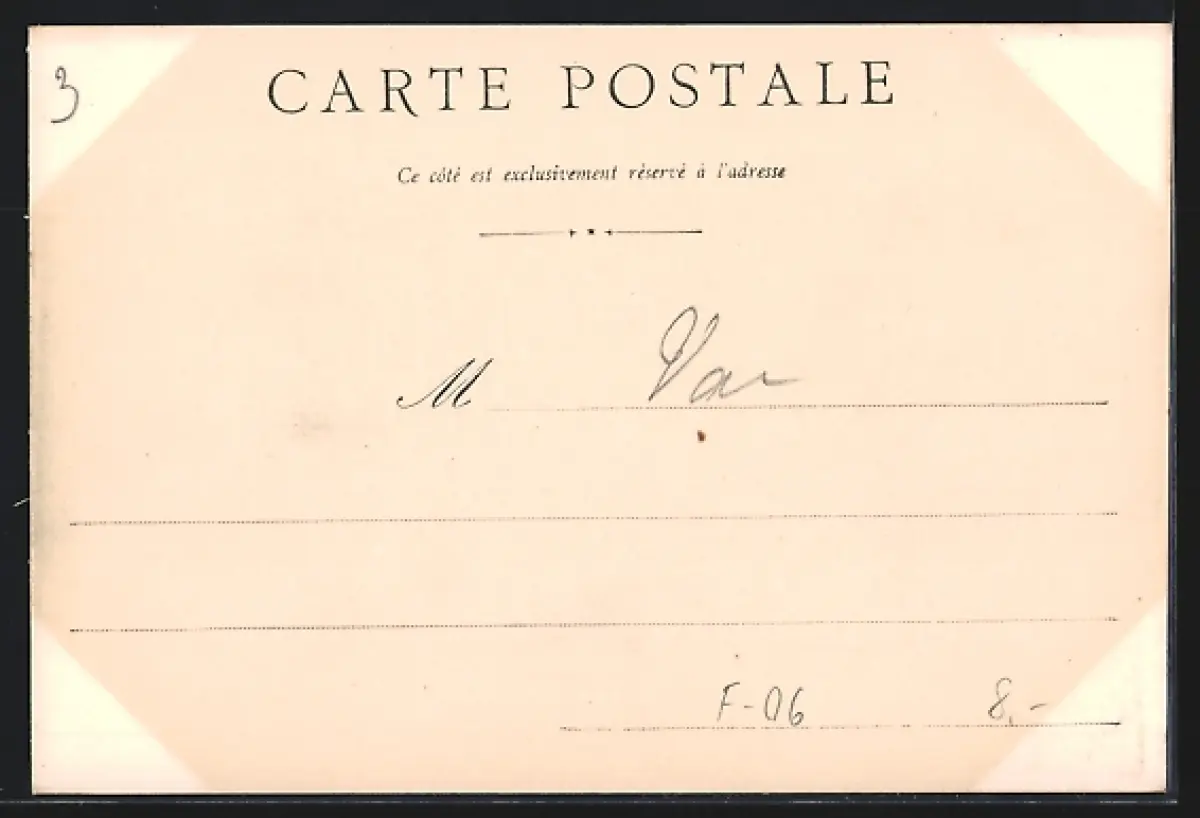 3
CARTE POSTALE
Ce côté est exclusivement réservé à l'adresse
M Var
F-06 8,-